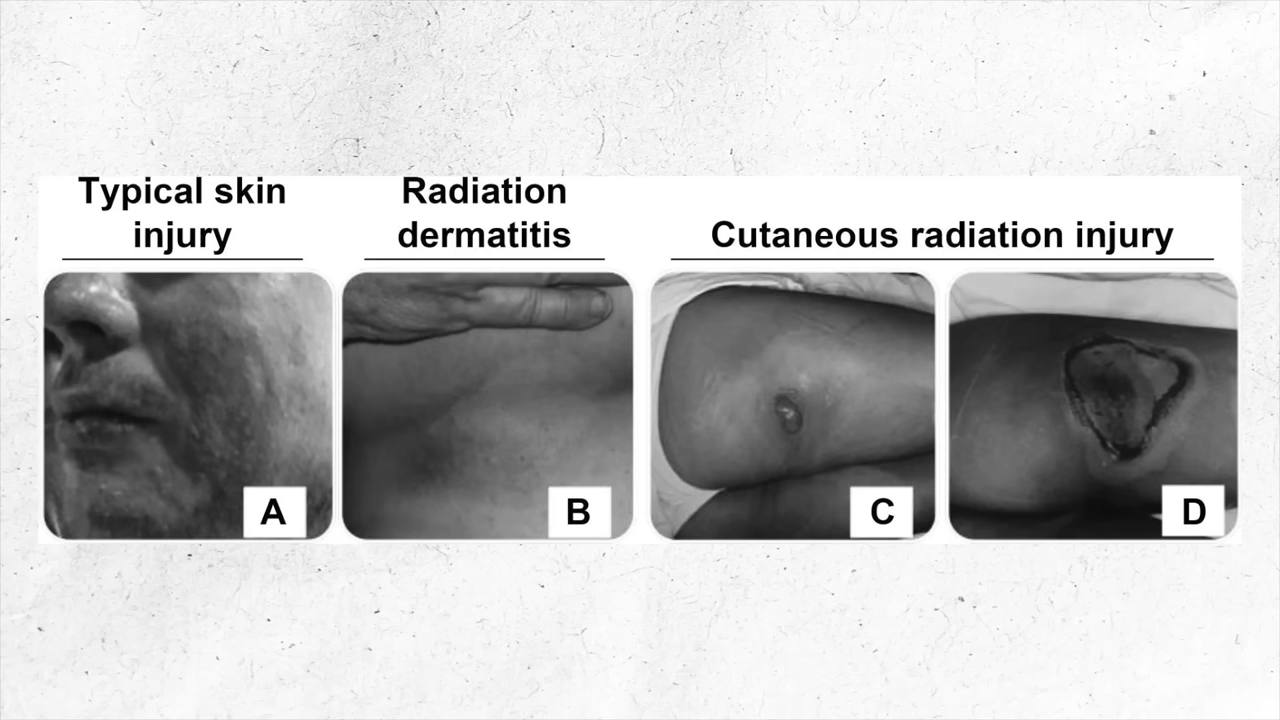 Typical skin
injury
Radiation
dermatitis
Cutaneous radiation injury
A
B
C
D